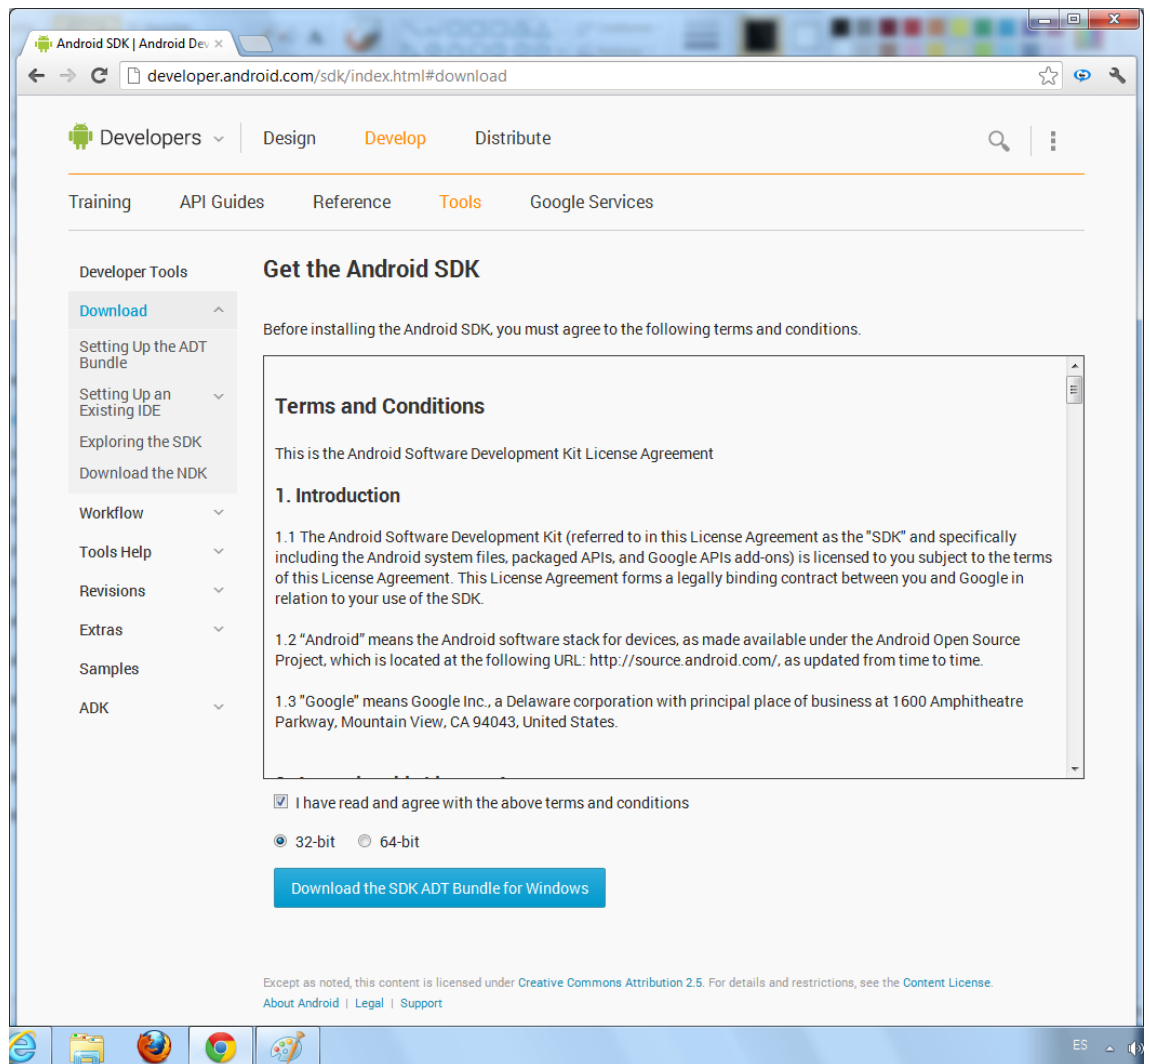 Android SDK | Android Dev
developer.android.com/sdk/index.html#download
Developers
Design
Develop
Distribute
Training
API Guides
Reference
Tools
Google Services
Developer Tools
Download
Setting Up the ADT
Bundle
Setting Up an
Existing IDE
Exploring the SDK
Download the NDK
Workflow
Tools Help
Revisions
Extras
Samples
ADK
Get the Android SDK
Before installing the Android SDK, you must agree to the following terms and conditions.
Terms and Conditions
This is the Android Software Development Kit License Agreement
1. Introduction
1.1 The Android Software Development Kit (referred to in this License Agreement as the "SDK" and specifically
including the Android system files, packaged APIs, and Google APIs add-ons) is licensed to you subject to the terms
of this License Agreement. This License Agreement forms a legally binding contract between you and Google in
relation to your use of the SDK.
1.2 “Android” means the Android software stack for devices, as made available under the Android Open Source
Project, which is located at the following URL: http://source.android.com/, as updated from time to time.
1.3 "Google" means Google Inc., a Delaware corporation with principal place of business at 1600 Amphitheatre
Parkway, Mountain View, CA 94043, United States.
I have read and agree with the above terms and conditions
32-bit
64-bit
Download the SDK ADT Bundle for Windows
Except as noted, this content is licensed under Creative Commons Attribution 2.5. For details and restrictions, see the Content License.
About Android | Legal | Support
ES